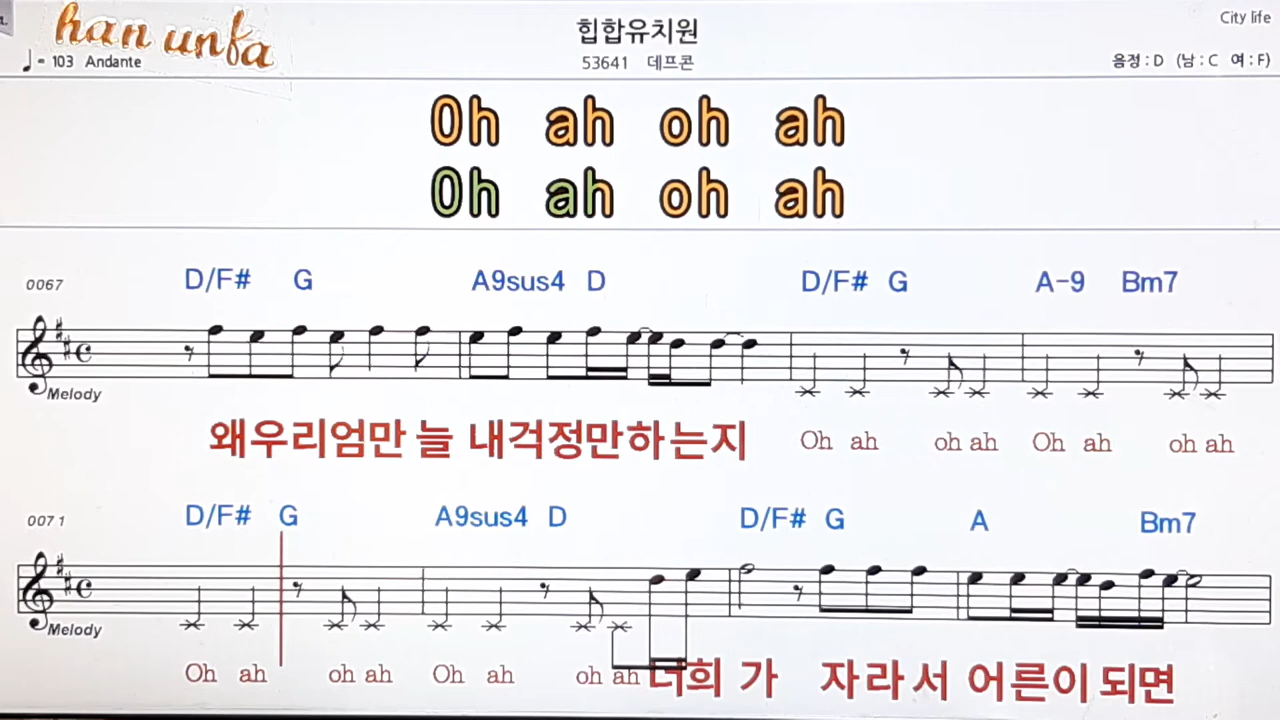 han unfa
힙합유치원
City life
♩= 103 Andante
53641 데프콘
음정 : D (남 : C 여 : F)
Oh ah oh ah
Oh ah oh ah
0067 D/F# G A9sus4 D D/F# G A-9 Bm7
Melody
왜우리엄만 늘 내걱정만하는지 Oh ah oh ah Oh ah oh ah
0071 D/F# G A9sus4 D D/F# G A Bm7
Melody
Oh ah oh ah Oh ah oh ah 너희 가 자라서 어른이 되면